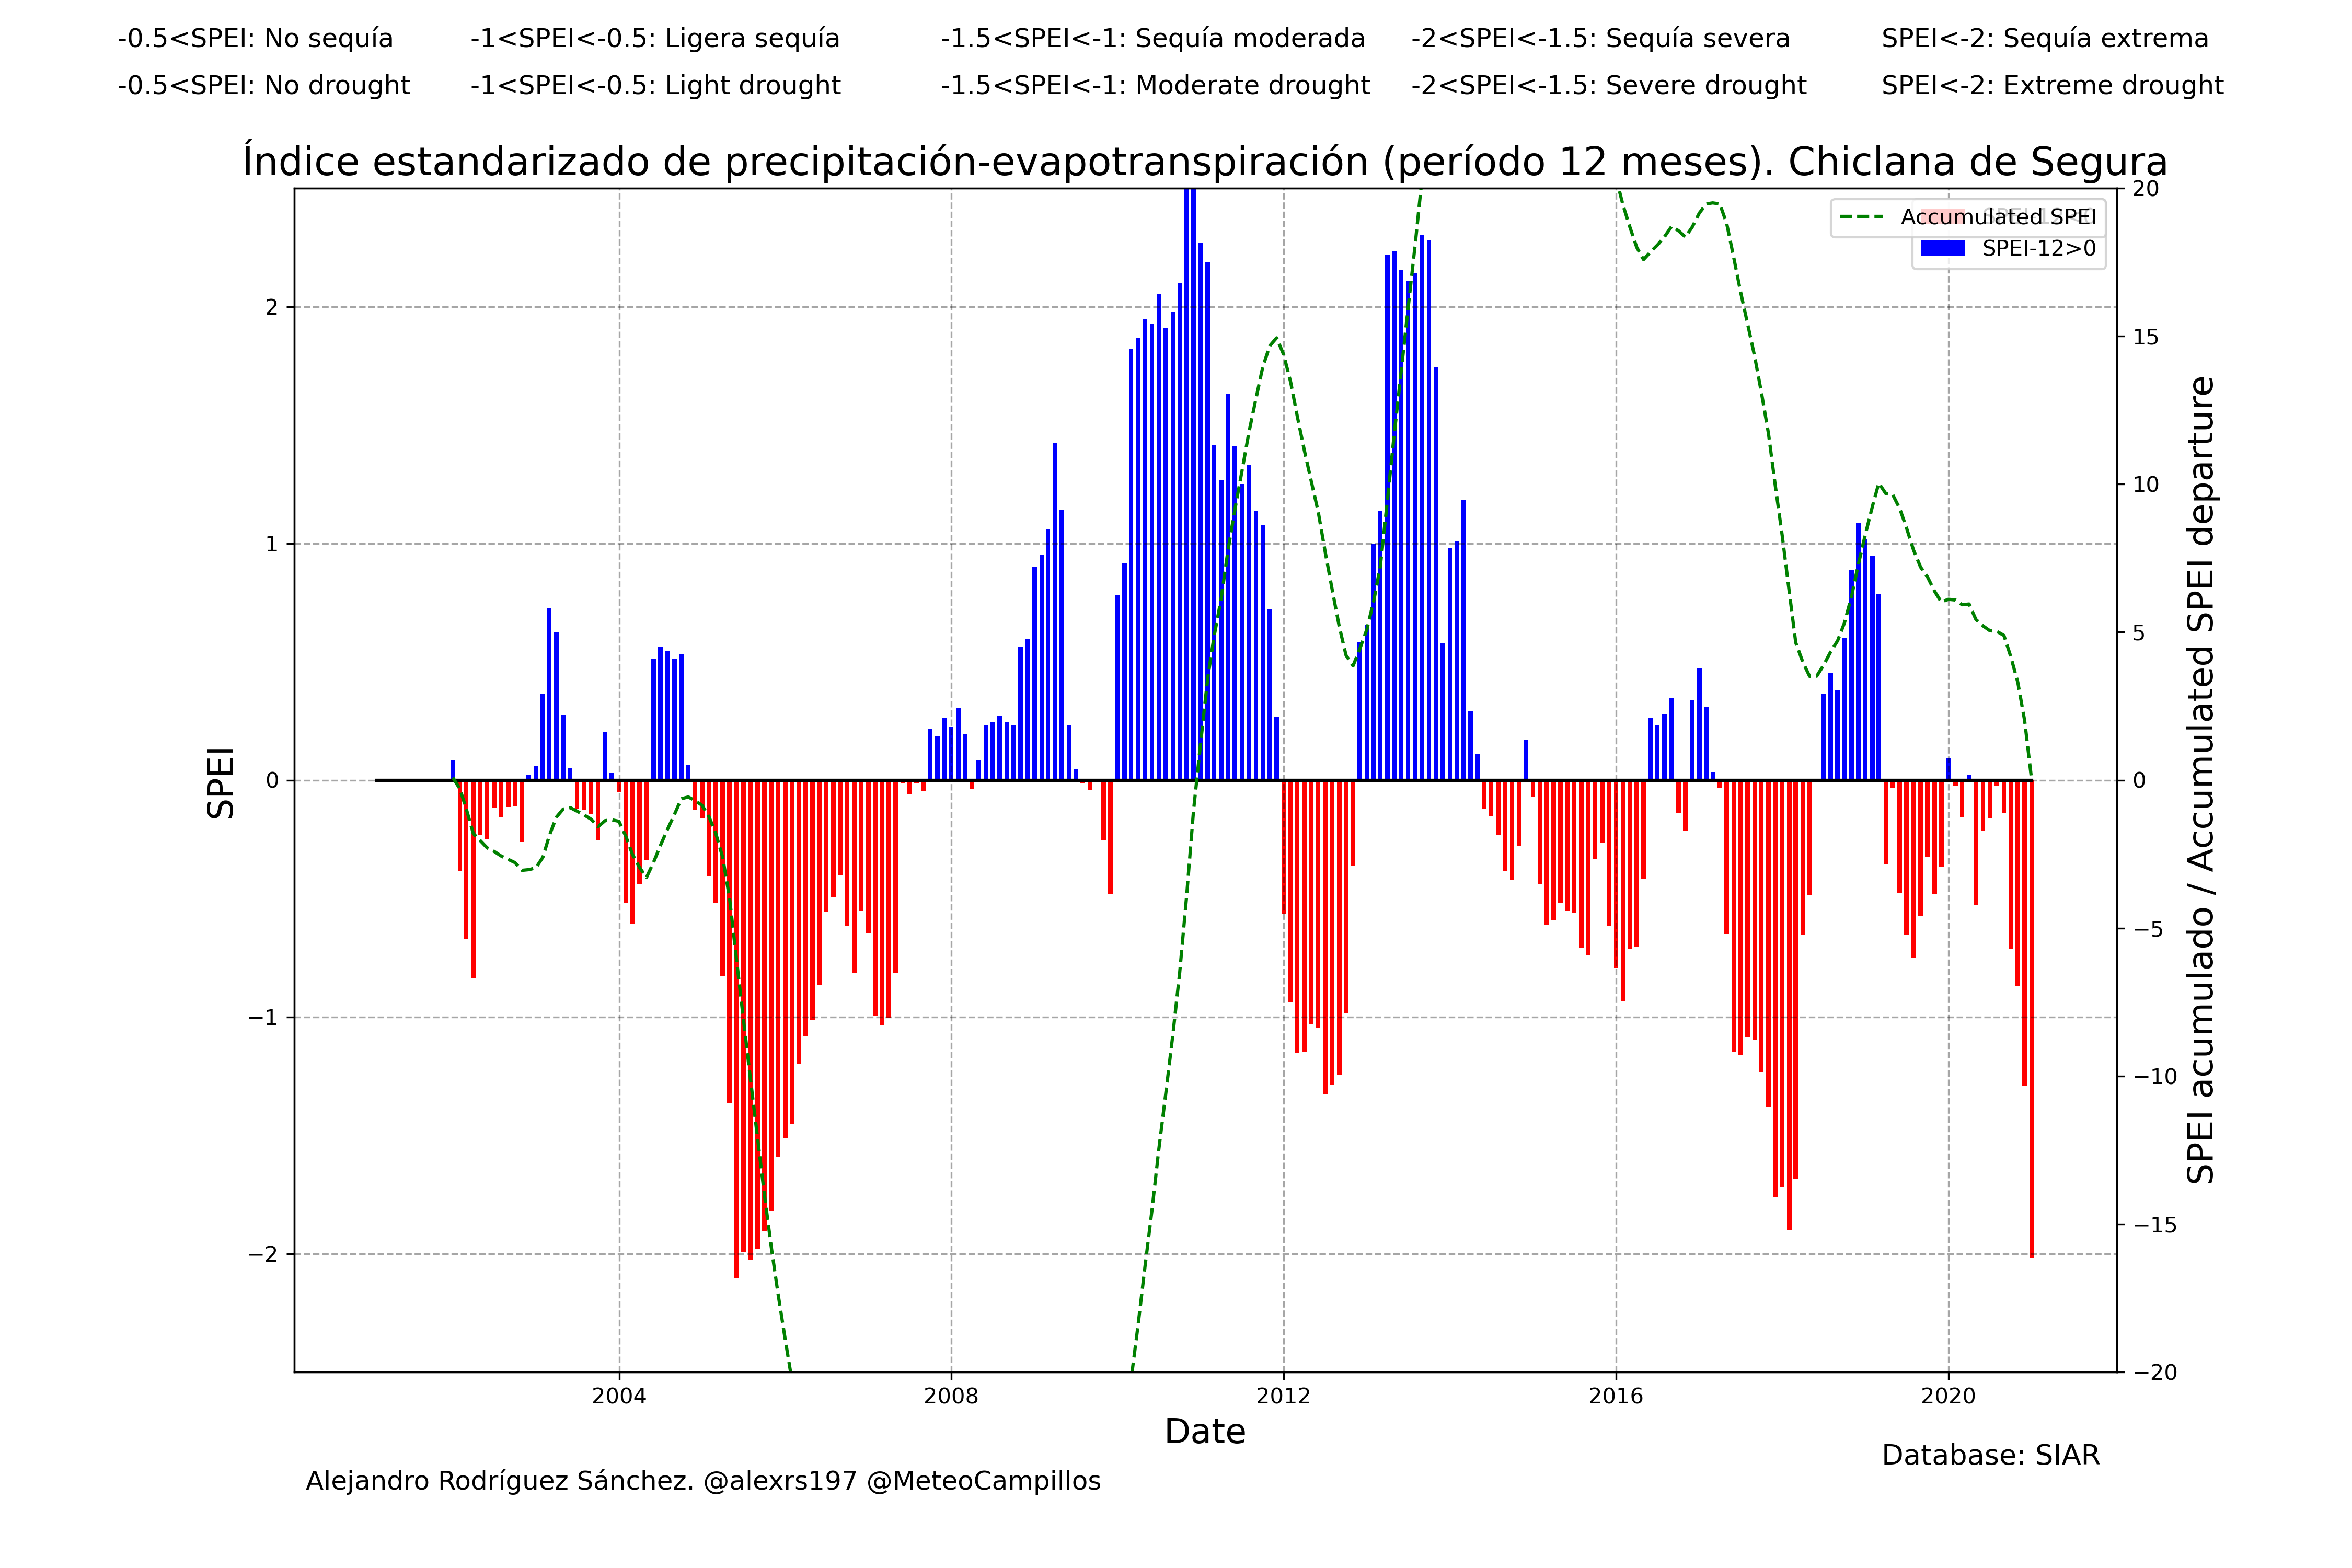 -0.5<SPEI: No sequía -1<SPEI<-0.5: Ligera sequía -1.5<SPEI<-1: Sequía moderada -2<SPEI<-1.5: Sequía severa SPEI<-2: Sequía extrema
-0.5<SPEI: No drought -1<SPEI<-0.5: Light drought -1.5<SPEI<-1: Moderate drought -2<SPEI<-1.5: Severe drought SPEI<-2: Extreme drought
Índice estandarizado de precipitación-evapotranspiración (período 12 meses). Chiclana de Segura
Accumulated SPEI
SPEI-12>0
SPEI
2
1
0
−1
−2
20
15
10
5
0
−5
−10
−15
−20
SPEI acumulado / Accumulated SPEI departure
2004 2008 2012 2016 2020
Date
Database: SIAR
Alejandro Rodríguez Sánchez. @alexrs197 @MeteoCampillos